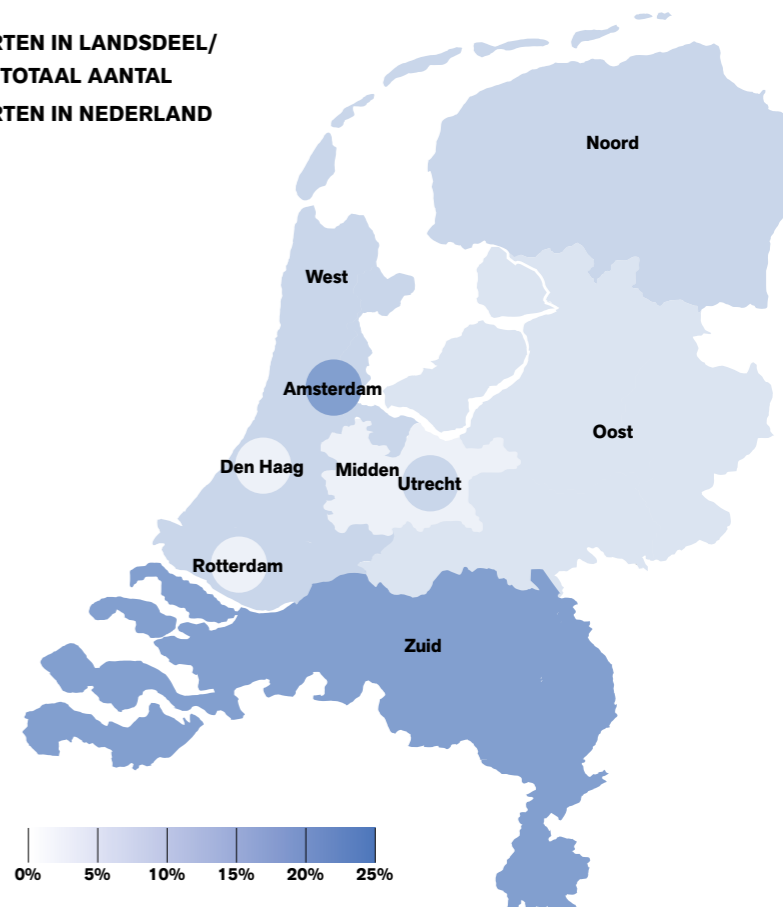 RTEN IN LANDSDEEL/
TOTAAL AANTAL
RTEN IN NEDERLAND
Noord
West
Amsterdam
Oost
Den Haag
Midden
Utrecht
Rotterdam
Zuid
0% 5% 10% 15% 20% 25%